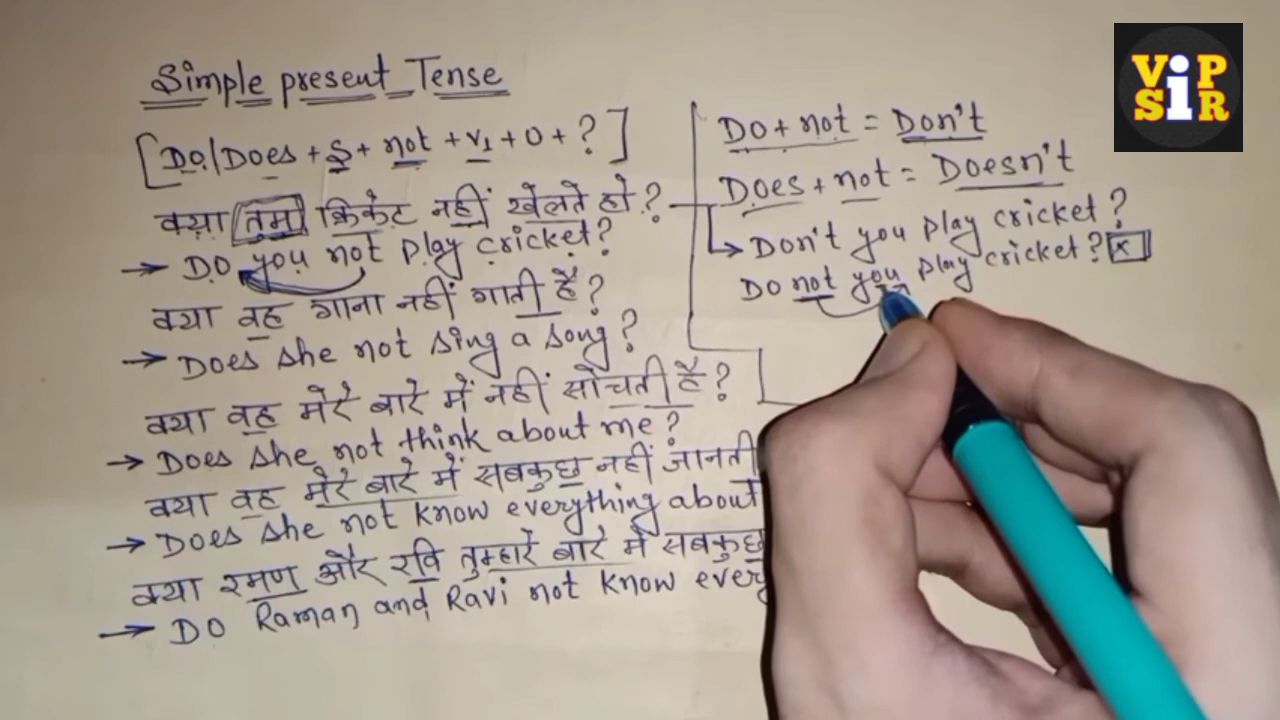 Simple present Tense
[Do/Does + S + not + v1 + O + ?]
क्या तुम क्रिकेट नहीं खेलते हो?
→ Do you not play cricket?
क्या वह गाना नहीं गाती है?
→ Does she not sing a song?
क्या वह मेरे बारे में नहीं सोचती है?
→ Does she not think about me?
क्या वह मेरे बारे में सबकुछ नहीं जानती
→ Does she not know everything about
क्या रमण और रवि तुम्हारे बारे में सबकुछ
→ Do Raman and Ravi not know
Do + not = Don't
Does + not = Doesn't
→ Don't you play cricket?
Do not you play cricket? [x]
ViP
SiR